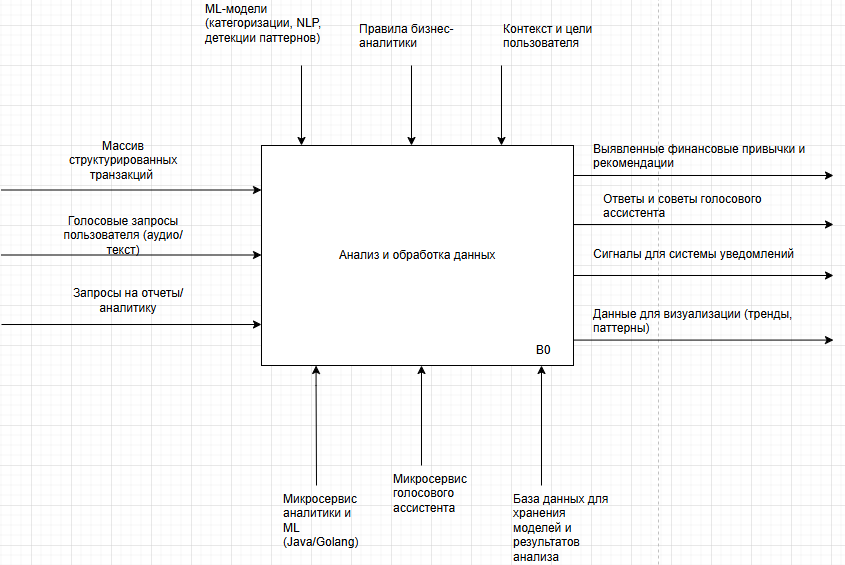 ML-модели
(категоризации, NLP,
детекции паттернов)
Правила бизнес-
аналитики
Контекст и цели
пользователя
Массив
структурированных
транзакций
Голосовые запросы
пользователя (аудио/
текст)
Запросы на отчеты/
аналитику
Анализ и обработка данных
B0
Выявленные финансовые привычки и
рекомендации
Ответы и советы голосового
ассистента
Сигналы для системы уведомлений
Данные для визуализации (тренды,
паттерны)
Микросервис
аналитики и
ML
(Java/Golang)
Микросервис
голосового
ассистента
База данных для
хранения
моделей и
результатов
анализа